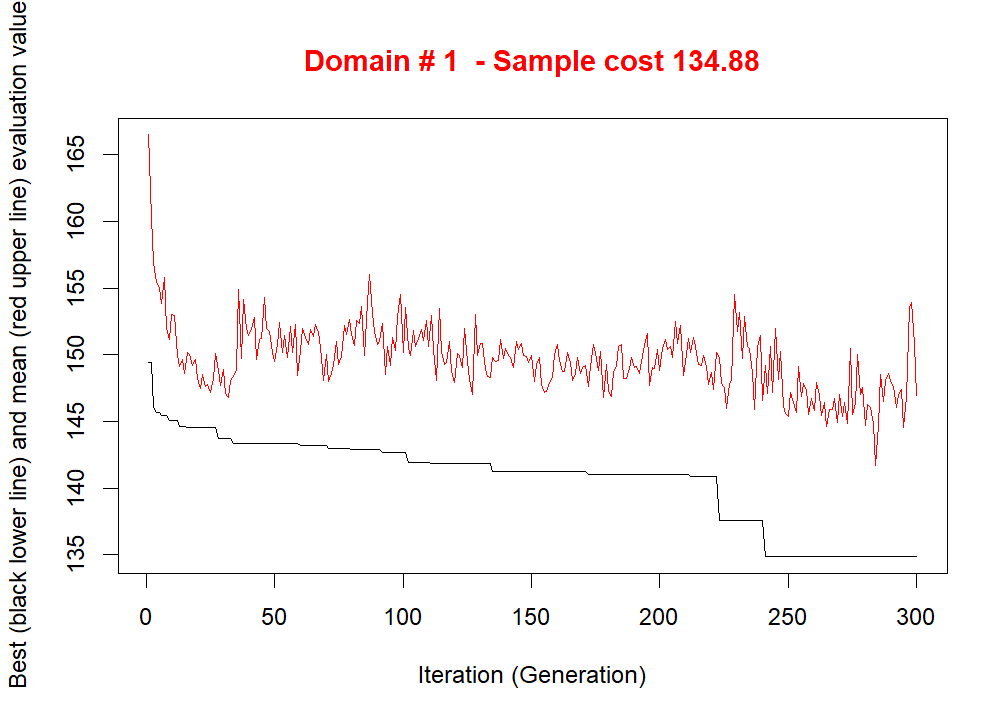 Domain # 1  - Sample cost 134.88
Best (black lower line) and mean (red upper line) evaluation value
165
160
155
150
145
140
135
0 50 100 150 200 250 300
Iteration (Generation)